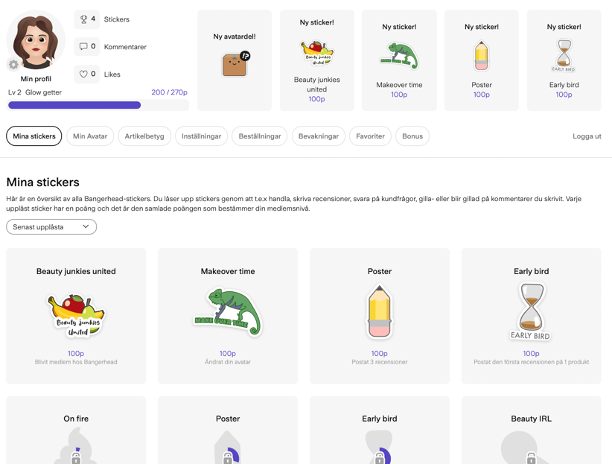 4 Stickers
0 Kommentarer
0 Likes
Min profil
Lv 2 Glow getter 200 / 270p
Ny avatardel!
Ny sticker!
Beauty junkies united
Beauty junkies
united
100p
Ny sticker!
Makeover time
100p
Ny sticker!
Poster
100p
Ny sticker!
EARLY BIRD
Early bird
100p
Mina stickers Min Avatar Artikelbetyg Inställningar Beställningar Bevakningar Favoriter Bonus Logga ut
Mina stickers
Här är en översikt av alla Bangerhead-stickers. Du låser upp stickers genom att t.e.x handla, skriva recensioner, svara på kundfrågor, gilla- eller blir gillad på kommentarer du skrivit. Varje
upplåst sticker har en poäng och det är den samlade poängen som bestämmer din medlemsnivå.
Senast upplåsta
Beauty junkies united
Beauty junkies
United
100p
Blivit medlem hos Bangerhead
Makeover time
MAKE OVER TIME
100p
Ändrat din avatar
Poster
100p
Postat 3 recensioner
Early bird
EARLY BIRD
100p
Postat den första recensionen på 1 produkt
On fire
Poster
Early bird
Beauty IRL